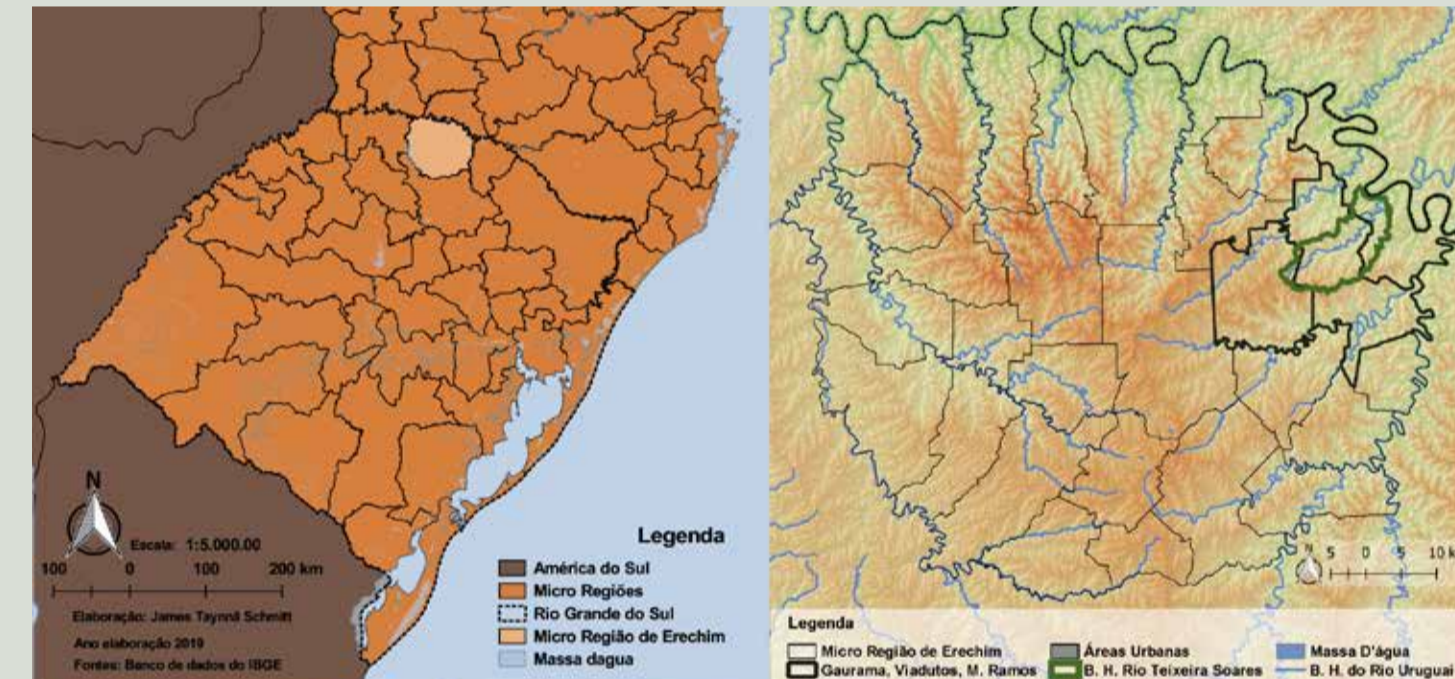 N
Escala: 1:5.000.00
100 0 100 200 km
Elaboração: James Taynnã Schmitt
Ano elaboração 2019
Fontes: Banco de dados do IBGE
Legenda
América do Sul
Micro Regiões
Rio Grande do Sul
Micro Região de Erechim
Massa dagua
N
5 0 5 10 k
Legenda
Micro Região de Erechim Áreas Urbanas Massa D'água
Gaurama, Viadutos, M. Ramos B. H. Rio Teixeira Soares B. H. do Rio Uruguai